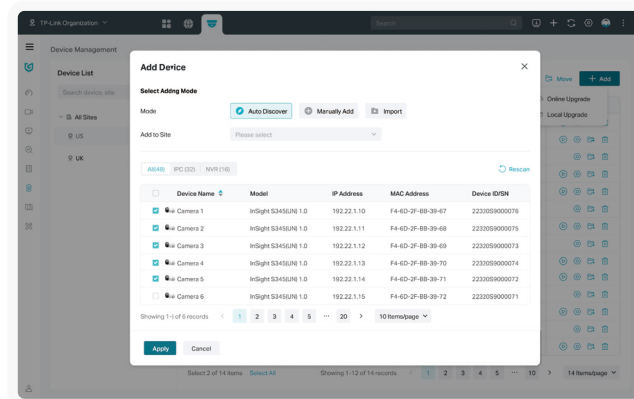 TP-Link Organization
Search
Device Management
Device List
Search device, site
All Sites
US
UK
Move
Add
Online Upgrade
Local Upgrade
Add Device
Select Addng Mode
Mode Auto Discover Manually Add Import
Add to Site Please select
All(48) IPC (32) NVR (16) Rescan
Device Name Model IP Address MAC Address Device ID/SN
Camera 1 InSight S345(UN) 1.0 192.22.1.10 F4-6D-2F-BB-39-67 22320S9000076
Camera 2 InSight S345(UN) 1.0 192.22.1.11 F4-6D-2F-BB-39-68 22320S9000075
Camera 3 InSight S345(UN) 1.0 192.22.1.12 F4-6D-2F-BB-39-69 22320S9000073
Camera 4 InSight S345(UN) 1.0 192.22.1.13 F4-6D-2F-BB-39-70 22320S9000074
Camera 5 InSight S345(UN) 1.0 192.22.1.14 F4-6D-2F-BB-39-71 22320S9000072
Camera 6 InSight S345(UN) 1.0 192.22.1.15 F4-6D-2F-BB-39-72 22320S9000071
Showing 1-i of 6 records 1 2 3 4 5 ··· 20 10 Items/page
Apply Cancel
Select 2 of 14 items Select All Showing 1-12 of 14 records 1 2 3 4 5 ··· 10 14 Items/page